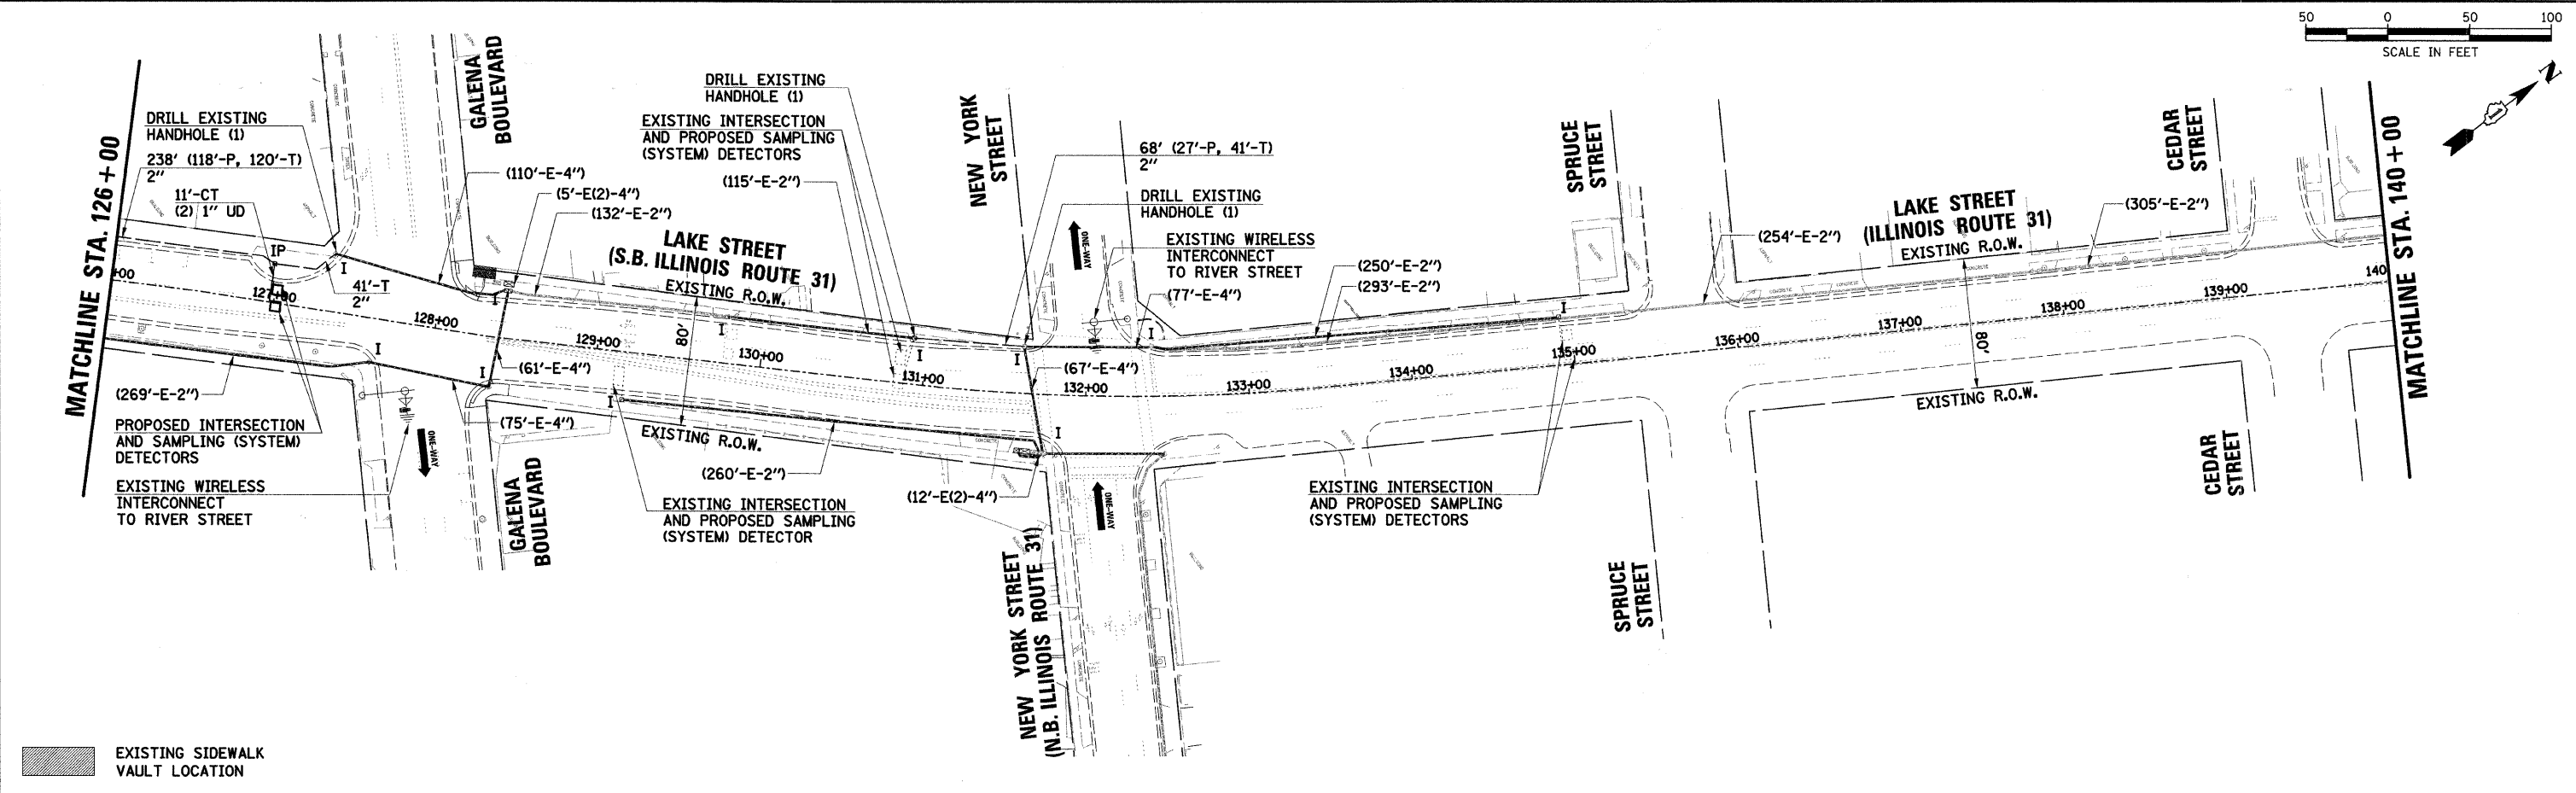 50 0 50 100
SCALE IN FEET
N
1
MATCHLINE STA. 126+00
DRILL EXISTING
HANDHOLE (1)
238' (118'-P, 120'-T)
2"
11'-CT
(2) 1" UD
IP
I
41'-T
2"
GALENA
BOULEVARD
(110'-E-4")
(5'-E(2)-4")
(132'-E-2")
LAKE STREET
(S.B. ILLINOIS ROUTE 31)
EXISTING R.O.W.
DRILL EXISTING
HANDHOLE (1)
EXISTING INTERSECTION
AND PROPOSED SAMPLING
(SYSTEM) DETECTORS
(115'-E-2")
NEW YORK
STREET
68' (27'-P, 41'-T)
2"
DRILL EXISTING
HANDHOLE (1)
ONE-WAY
EXISTING WIRELESS
INTERCONNECT
TO RIVER STREET
(77'-E-4")
(250'-E-2")
(293'-E-2")
SPRUCE
STREET
(254'-E-2")
LAKE STREET
(ILLINOIS ROUTE 31)
EXISTING R.O.W.
(305'-E-2")
CEDAR
STREET
MATCHLINE STA. 140+00
+00
127+00
128+00
129+00
130+00
131+00
132+00
133+00
134+00
135+00
136+00
137+00
138+00
139+00
140
I
I
I
I
I
I
I
I
I
I
80'
80'
(269'-E-2")
PROPOSED INTERSECTION
AND SAMPLING (SYSTEM)
DETECTORS
EXISTING WIRELESS
INTERCONNECT
TO RIVER STREET
ONE-WAY
(75'-E-4")
(61'-E-4")
GALENA
BOULEVARD
EXISTING R.O.W.
(260'-E-2")
EXISTING INTERSECTION
AND PROPOSED SAMPLING
(SYSTEM) DETECTOR
(12'-E(2)-4")
(67'-E-4")
ONE-WAY
NEW YORK STREET
(N.B. ILLINOIS ROUTE 31)
EXISTING INTERSECTION
AND PROPOSED SAMPLING
(SYSTEM) DETECTORS
SPRUCE
STREET
EXISTING R.O.W.
CEDAR
STREET
EXISTING SIDEWALK
VAULT LOCATION